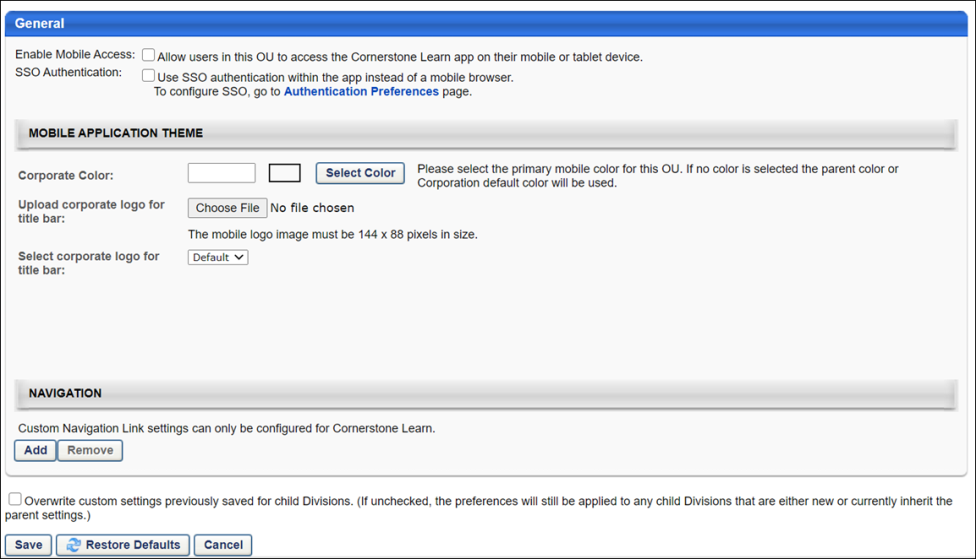 General
Enable Mobile Access: Allow users in this OU to access the Cornerstone Learn app on their mobile or tablet device.
SSO Authentication: Use SSO authentication within the app instead of a mobile browser.
To configure SSO, go to Authentication Preferences page.
MOBILE APPLICATION THEME
Corporate Color: Select Color Please select the primary mobile color for this OU. If no color is selected the parent color or
Corporation default color will be used.
Upload corporate logo for Choose File No file chosen
title bar:
The mobile logo image must be 144 x 88 pixels in size.
Select corporate logo for Default
title bar:
NAVIGATION
Custom Navigation Link settings can only be configured for Cornerstone Learn.
Add Remove
Overwrite custom settings previously saved for child Divisions. (If unchecked, the preferences will still be applied to any child Divisions that are either new or currently inherit the
parent settings.)
Save Restore Defaults Cancel